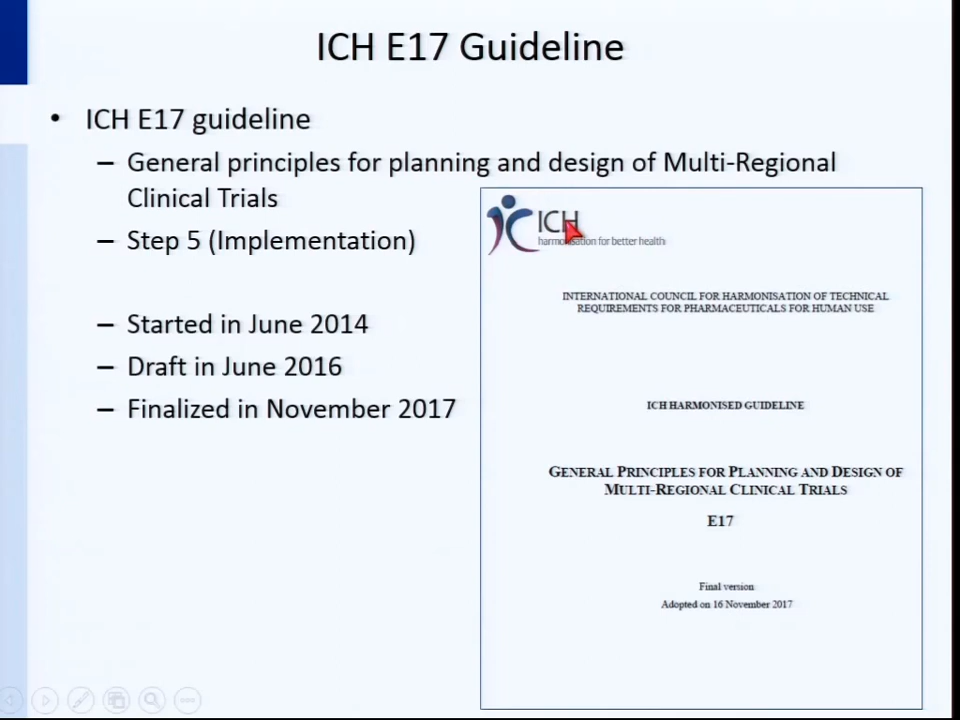 ICH E17 Guideline
• ICH E17 guideline
– General principles for planning and design of Multi-Regional
Clinical Trials
– Step 5 (Implementation)
– Started in June 2014
– Draft in June 2016
– Finalized in November 2017
ICH
harmonisation for better health
INTERNATIONAL COUNCIL FOR HARMONISATION OF TECHNICAL
REQUIREMENTS FOR PHARMACEUTICALS FOR HUMAN USE
ICH HARMONISED GUIDELINE
GENERAL PRINCIPLES FOR PLANNING AND DESIGN OF
MULTI-REGIONAL CLINICAL TRIALS
E17
Final version
Adopted on 16 November 2017